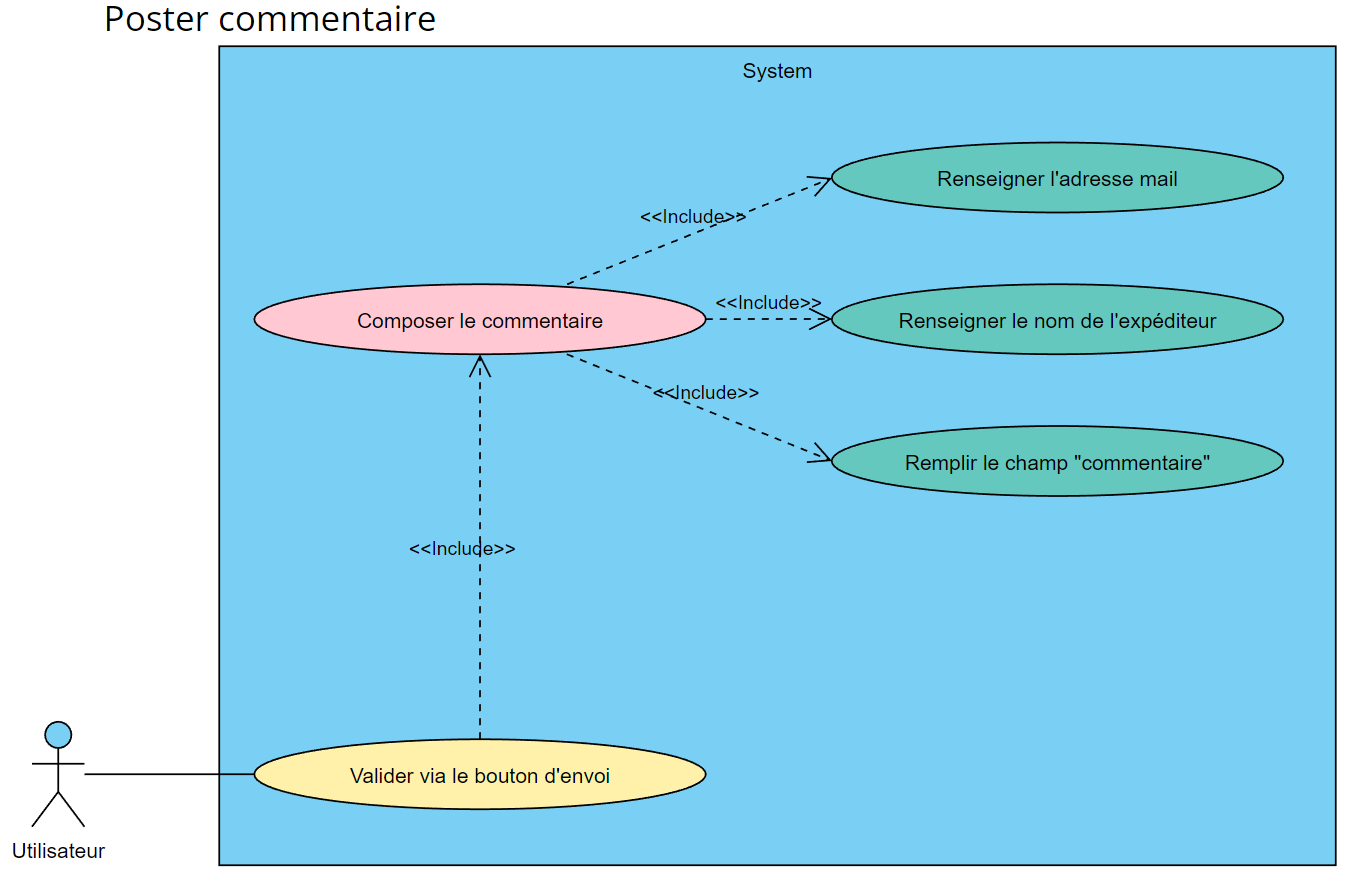 Poster commentaire
System
Renseigner l'adresse mail
<<Include>>
<<Include>>
Composer le commentaire
Renseigner le nom de l'expéditeur
<<Include>>
Remplir le champ "commentaire"
<<Include>>
Valider via le bouton d'envoi
Utilisateur